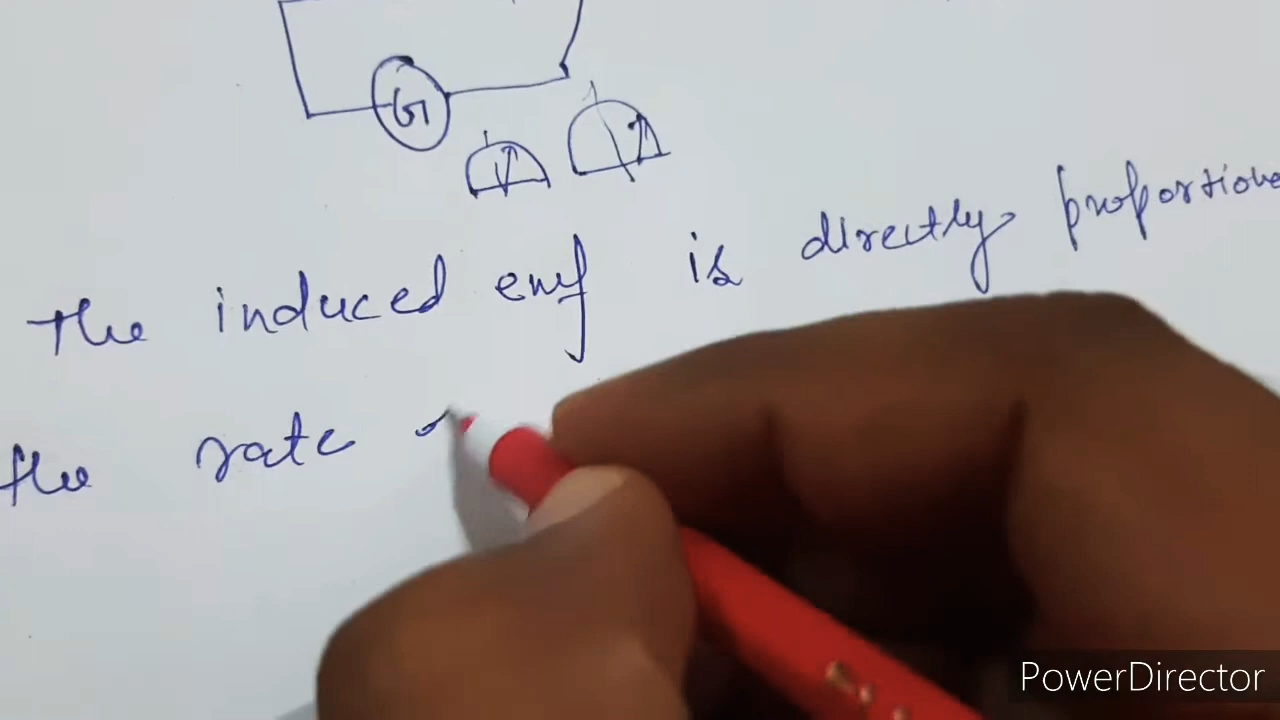 G
The induced emf is directly proportiona
the rate o
PowerDirector